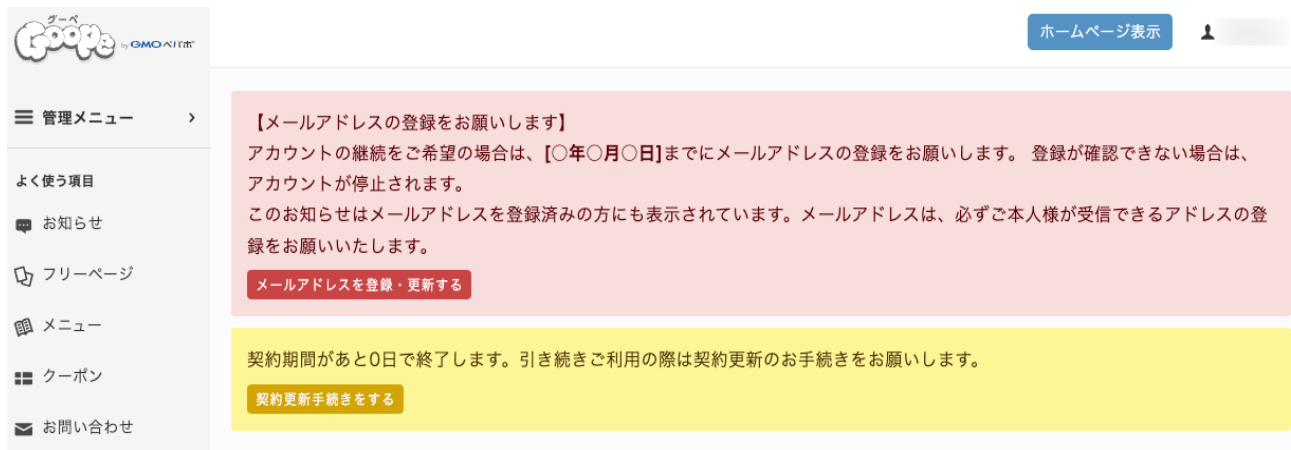 グーペ
Goope by GMOペパボ
ホームページ表示
管理メニュー
よく使う項目
お知らせ
フリーページ
メニュー
クーポン
お問い合わせ
【メールアドレスの登録をお願いします】
アカウントの継続をご希望の場合は、[○年○月○日]までにメールアドレスの登録をお願いします。 登録が確認できない場合は、
アカウントが停止されます。
このお知らせはメールアドレスを登録済みの方にも表示されています。メールアドレスは、必ずご本人様が受信できるアドレスの登
録をお願いいたします。
メールアドレスを登録・更新する
契約期間があと0日で終了します。引き続きご利用の際は契約更新のお手続きをお願いします。
契約更新手続きをする